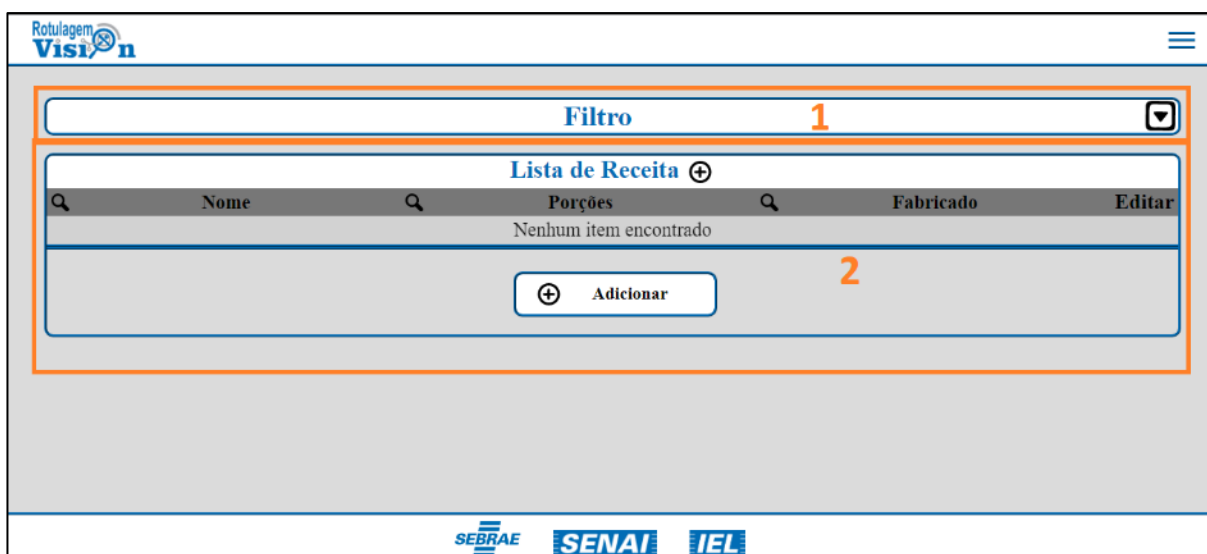 Rotulagem
Visi n
Filtro 1
Lista de Receita
Nome Porções Fabricado Editar
Nenhum item encontrado
2
Adicionar
SEBRAE SENAI IEL